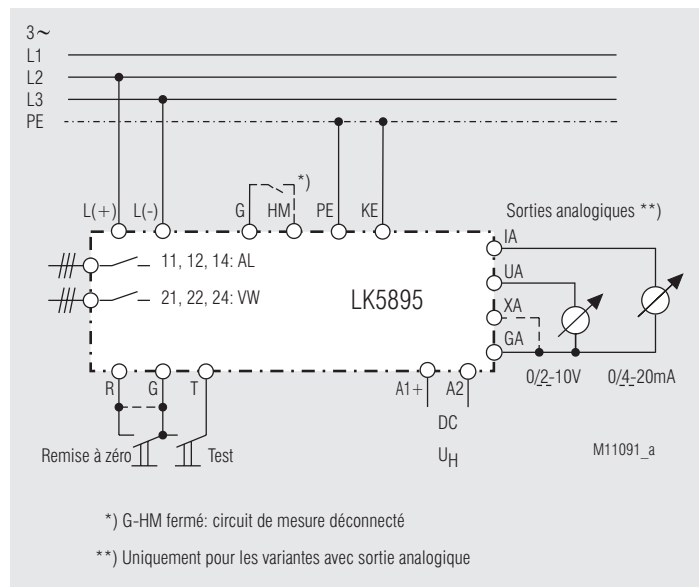 3~
L1
L2
L3
PE
L(+) L(-) G HM PE KE
*)
Sorties analogiques **)
11, 12, 14: AL
21, 22, 24: VW
LK5895
IA
UA
XA
GA
0/2-10V 0/4-20mA
R G T A1+ A2
DC
UH
Remise à zéro Test
M11091_a
*) G-HM fermé: circuit de mesure déconnecté
**) Uniquement pour les variantes avec sortie analogique